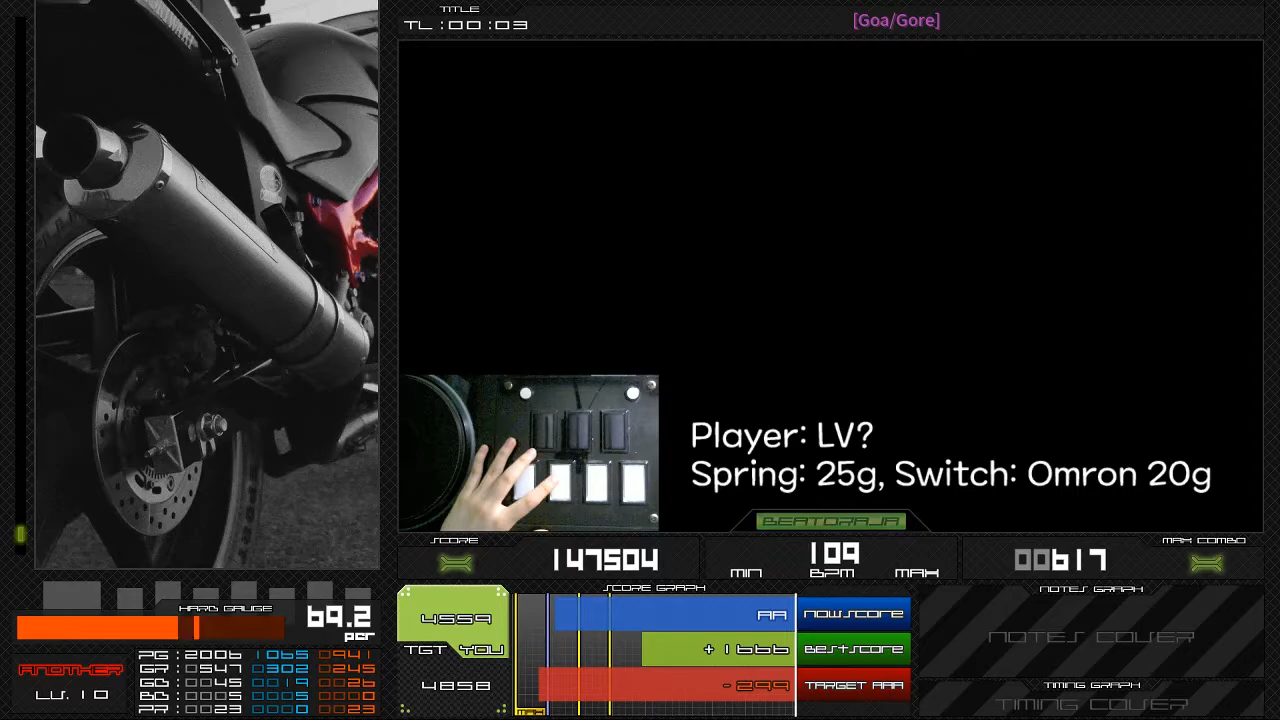 TITLE
TL:00:03
[Goa/Gore]
Player: LV?
Spring: 25g, Switch: Omron 20g
BEATORAJA
SCORE
147504
109
MIN BPM MAX
MAX COMBO
00617
HARD GAUGE
69.2
per
ANOTHER
LV.10
PG:2006 1065 0941
GR:0547 0302 0245
GD:0045 0019 0026
BD:0005 0005 0000
PR:0023 0000 0023
SCORE GRAPH
4559
TGT YOU
4858
MAX
AA NOWSCORE
+1666 BESTSCORE
-299 TARGET AAA
NOTES GRAPH
NOTES COVER
TIMING GRAPH
TIMING COVER